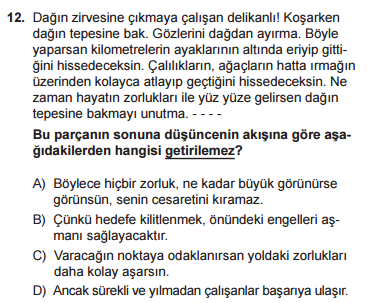 12. Dağın zirvesine çıkmaya çalışan delikanlı! Koşarken
dağın tepesine bak. Gözlerini dağdan ayırma. Böyle
yaparsan kilometrelerin ayaklarının altında eriyip gitti-
ğini hissedeceksin. Çalılıkların, ağaçların hatta ırmağın
üzerinden kolayca atlayıp geçtiğini hissedeceksin. Ne
zaman hayatın zorlukları ile yüz yüze gelirsen dağın
tepesine bakmayı unutma. - - - -
Bu parçanın sonuna düşüncenin akışına göre aşa-
ğıdakilerden hangisi getirilemez?
A) Böylece hiçbir zorluk, ne kadar büyük görünürse
görünsün, senin cesaretini kıramaz.
B) Çünkü hedefe kilitlenmek, önündeki engelleri aş-
manı sağlayacaktır.
C) Varacağın noktaya odaklanırsan yoldaki zorlukları
daha kolay aşarsın.
D) Ancak sürekli ve yılmadan çalışanlar başarıya ulaşır.